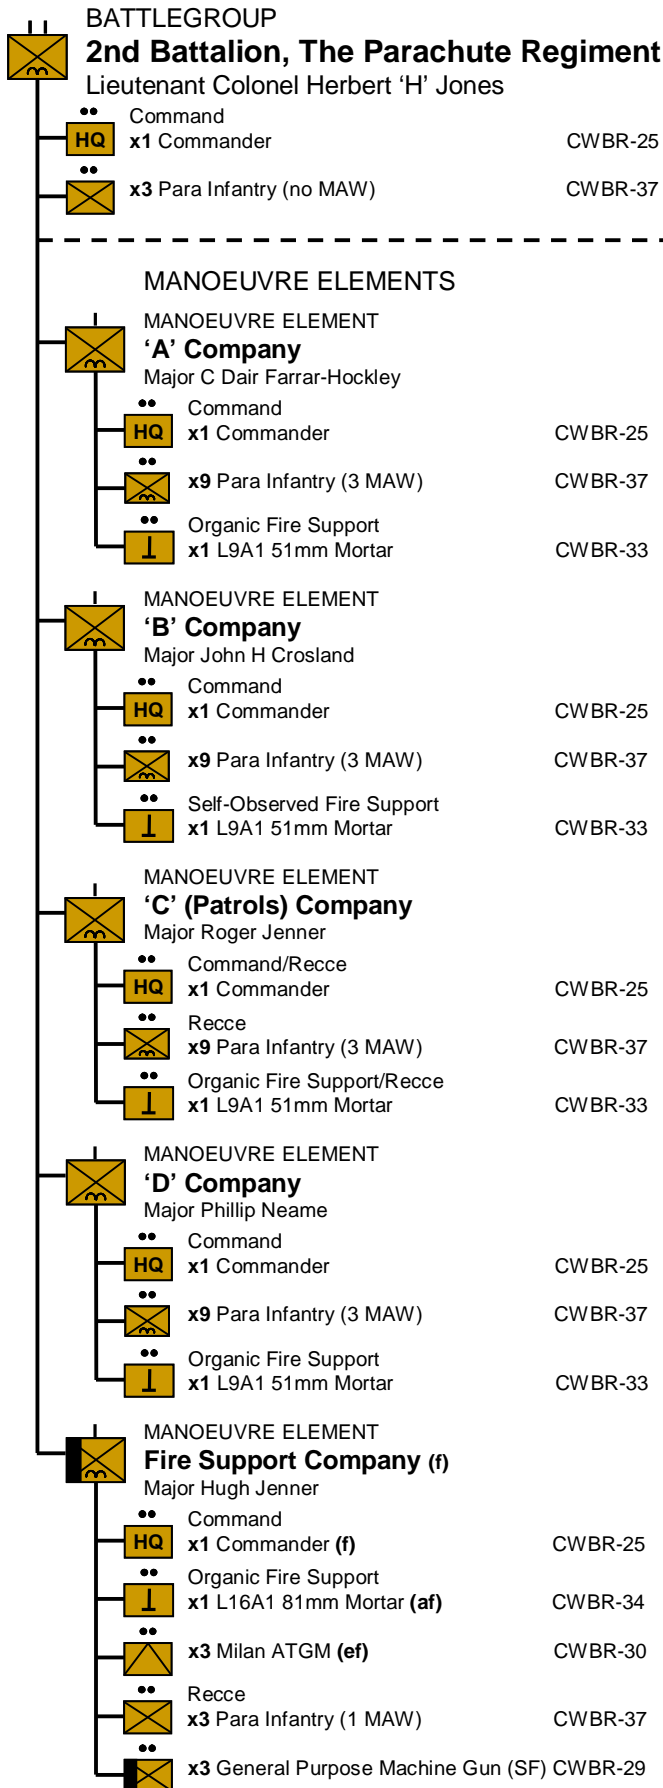 BATTLEGROUP
2nd Battalion, The Parachute Regiment
Lieutenant Colonel Herbert ‘H’ Jones
Command
HQ x1 Commander CWBR-25
x3 Para Infantry (no MAW) CWBR-37
MANOEUVRE ELEMENTS
MANOEUVRE ELEMENT
‘A’ Company
Major C Dair Farrar-Hockley
Command
HQ x1 Commander CWBR-25
x9 Para Infantry (3 MAW) CWBR-37
Organic Fire Support
x1 L9A1 51mm Mortar CWBR-33
MANOEUVRE ELEMENT
‘B’ Company
Major John H Crosland
Command
HQ x1 Commander CWBR-25
x9 Para Infantry (3 MAW) CWBR-37
Self-Observed Fire Support
x1 L9A1 51mm Mortar CWBR-33
MANOEUVRE ELEMENT
‘C’ (Patrols) Company
Major Roger Jenner
Command/Recce
HQ x1 Commander CWBR-25
Recce
x9 Para Infantry (3 MAW) CWBR-37
Organic Fire Support/Recce
x1 L9A1 51mm Mortar CWBR-33
MANOEUVRE ELEMENT
‘D’ Company
Major Phillip Neame
Command
HQ x1 Commander CWBR-25
x9 Para Infantry (3 MAW) CWBR-37
Organic Fire Support
x1 L9A1 51mm Mortar CWBR-33
MANOEUVRE ELEMENT
Fire Support Company (f)
Major Hugh Jenner
Command
HQ x1 Commander (f) CWBR-25
Organic Fire Support
x1 L16A1 81mm Mortar (af) CWBR-34
x3 Milan ATGM (ef) CWBR-30
Recce
x3 Para Infantry (1 MAW) CWBR-37
x3 General Purpose Machine Gun (SF) CWBR-29